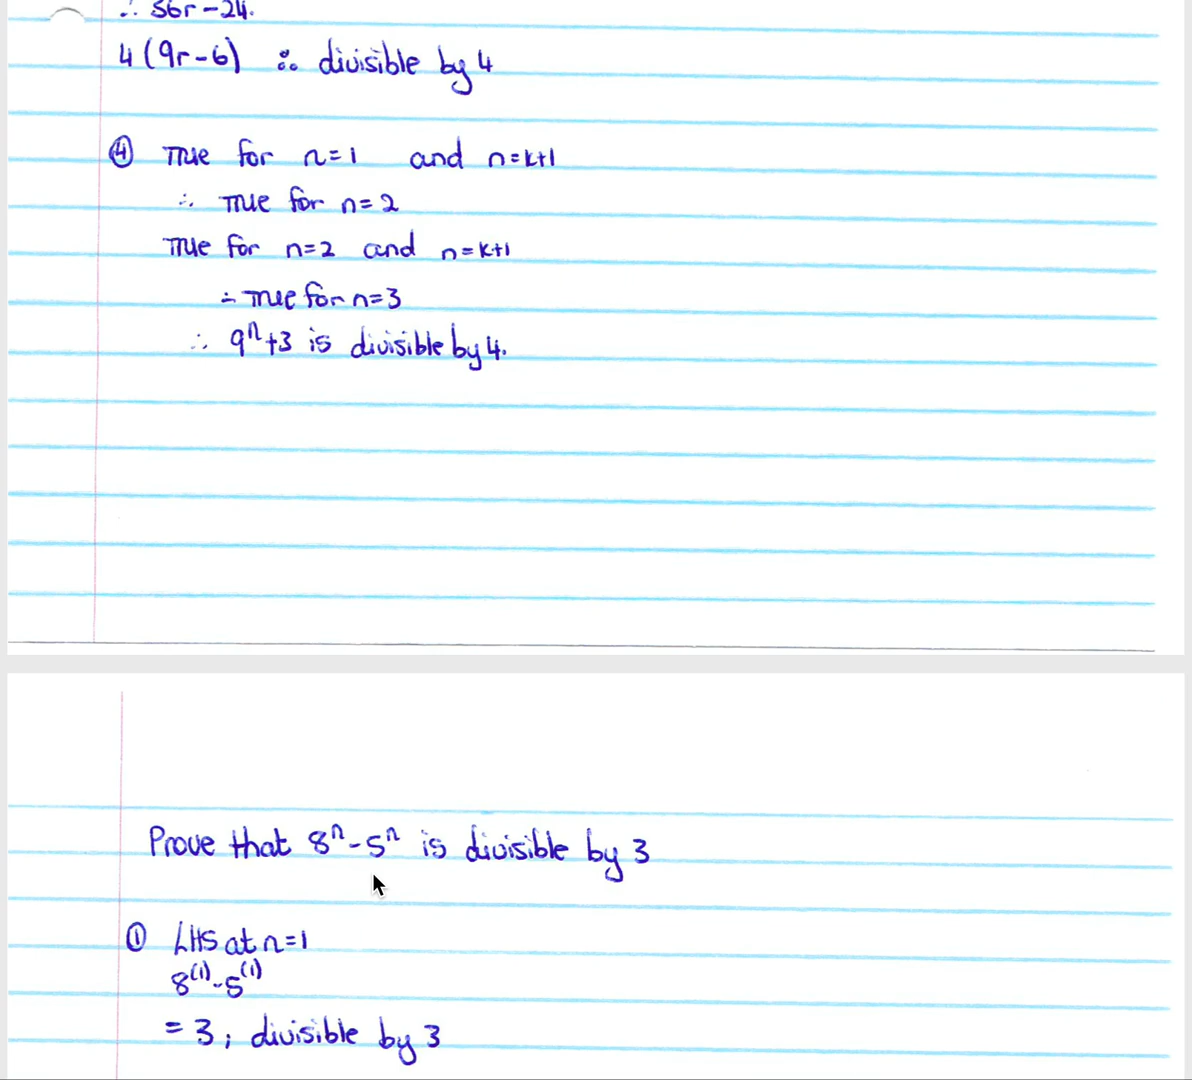 ∴ 36r - 24.
4(9r-6) ∴ divisible by 4
④ True for n=1 and n=k+1
∴ True for n=2
True for n=2 and n=k+1
∴ True for n=3
∴ 9ⁿ+3 is divisible by 4.
Prove that 8ⁿ-5ⁿ is divisible by 3
① LHS at n=1
8⁽¹⁾-5⁽¹⁾
= 3, divisible by 3